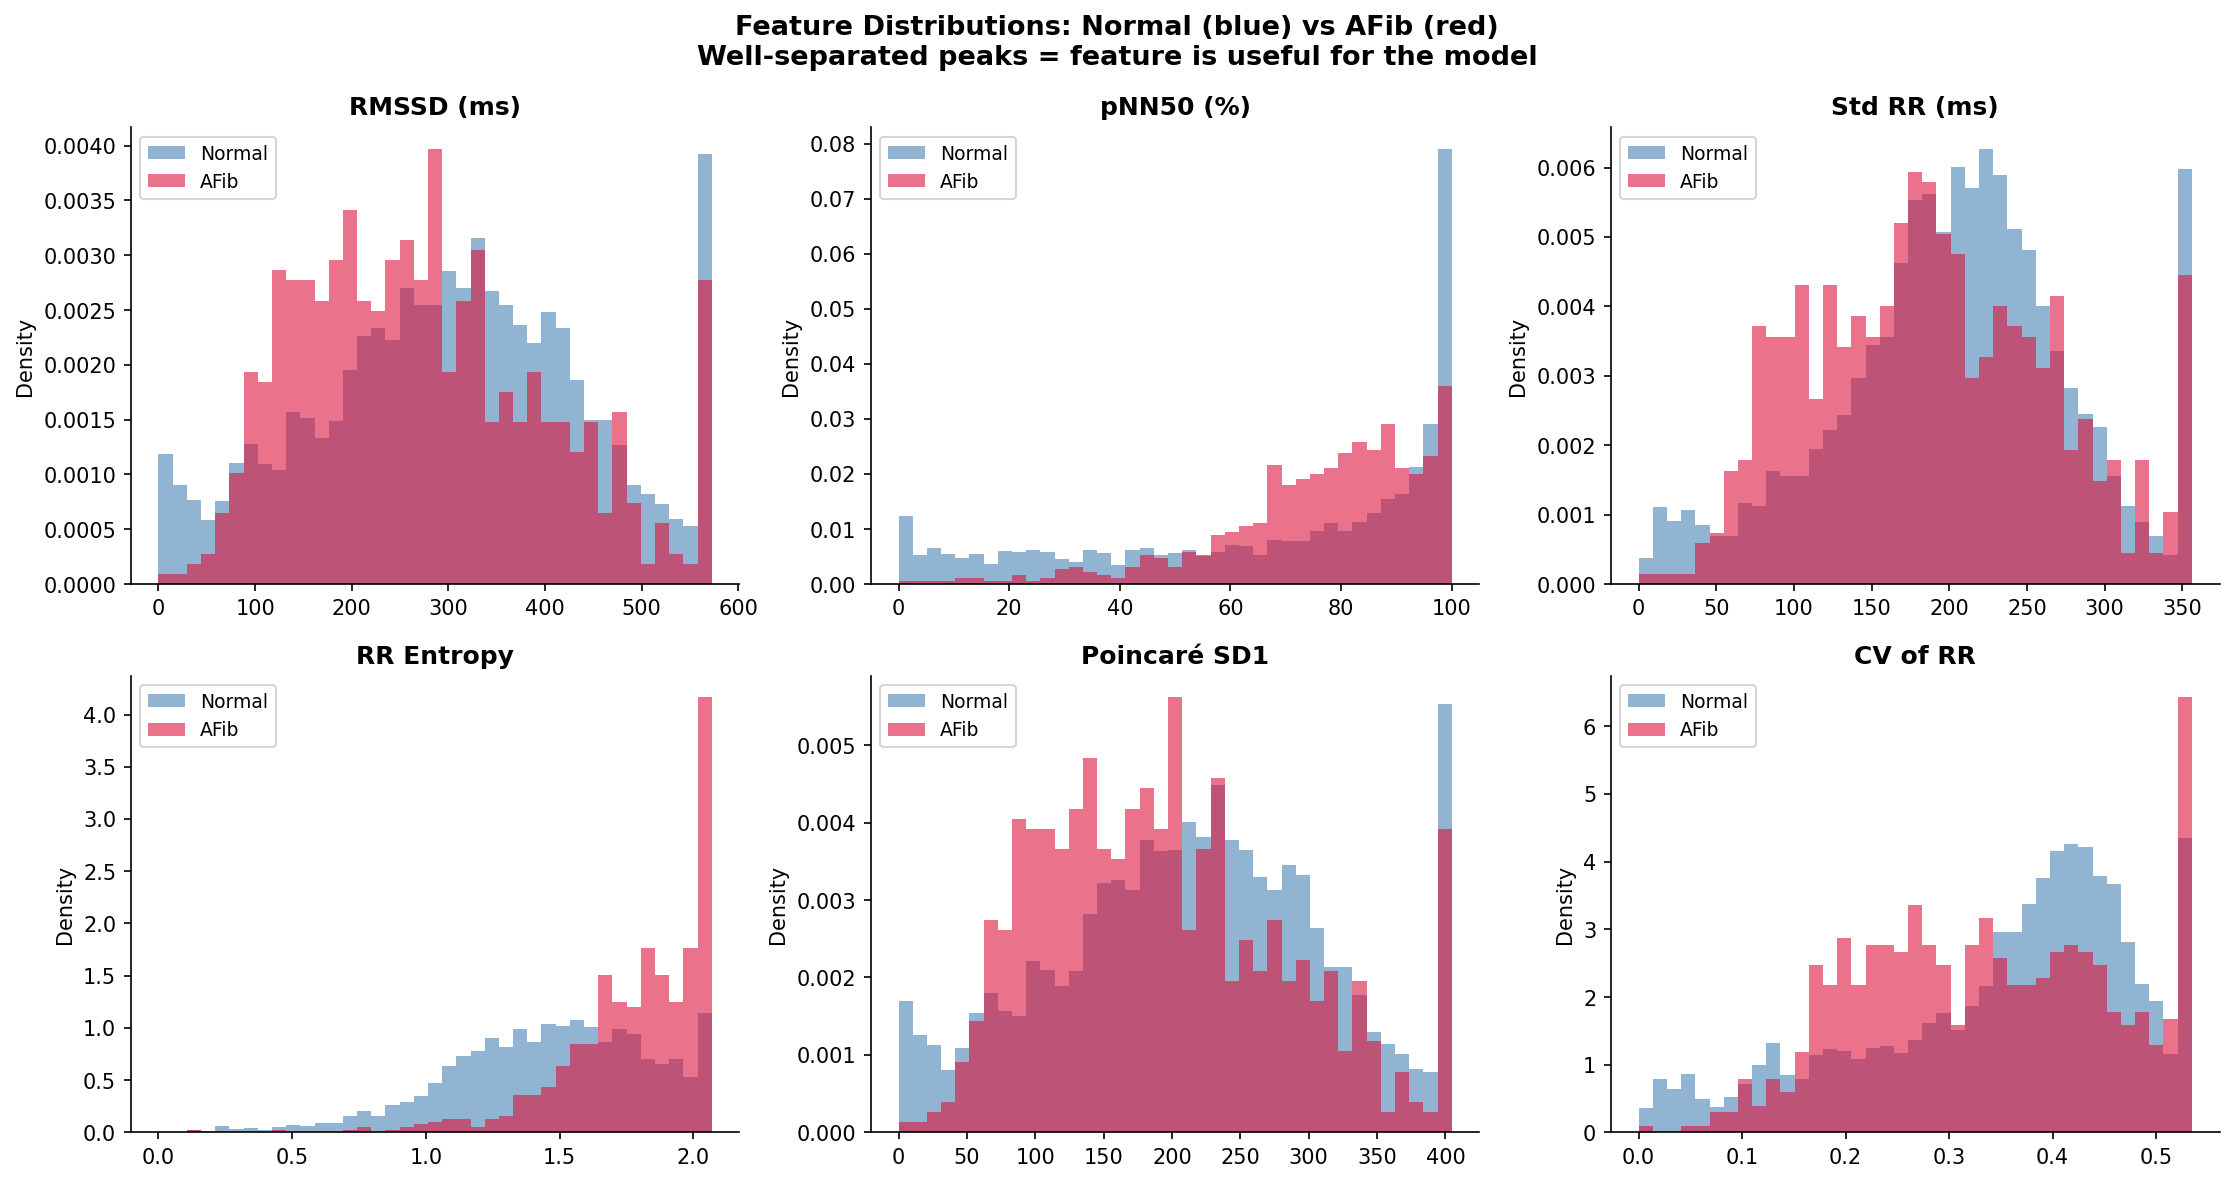 Feature Distributions: Normal (blue) vs AFib (red)
Well-separated peaks = feature is useful for the model
RMSSD (ms)
Normal
AFib
Density
0.0040
0.0035
0.0030
0.0025
0.0020
0.0015
0.0010
0.0005
0.0000
0 100 200 300 400 500 600
pNN50 (%)
Normal
AFib
Density
0.08
0.07
0.06
0.05
0.04
0.03
0.02
0.01
0.00
0 20 40 60 80 100
Std RR (ms)
Normal
AFib
Density
0.006
0.005
0.004
0.003
0.002
0.001
0.000
0 50 100 150 200 250 300 350
RR Entropy
Normal
AFib
Density
4.0
3.5
3.0
2.5
2.0
1.5
1.0
0.5
0.0
0.0 0.5 1.0 1.5 2.0
Poincaré SD1
Normal
AFib
Density
0.005
0.004
0.003
0.002
0.001
0.000
0 50 100 150 200 250 300 350 400
CV of RR
Normal
AFib
Density
6
5
4
3
2
1
0
0.0 0.1 0.2 0.3 0.4 0.5